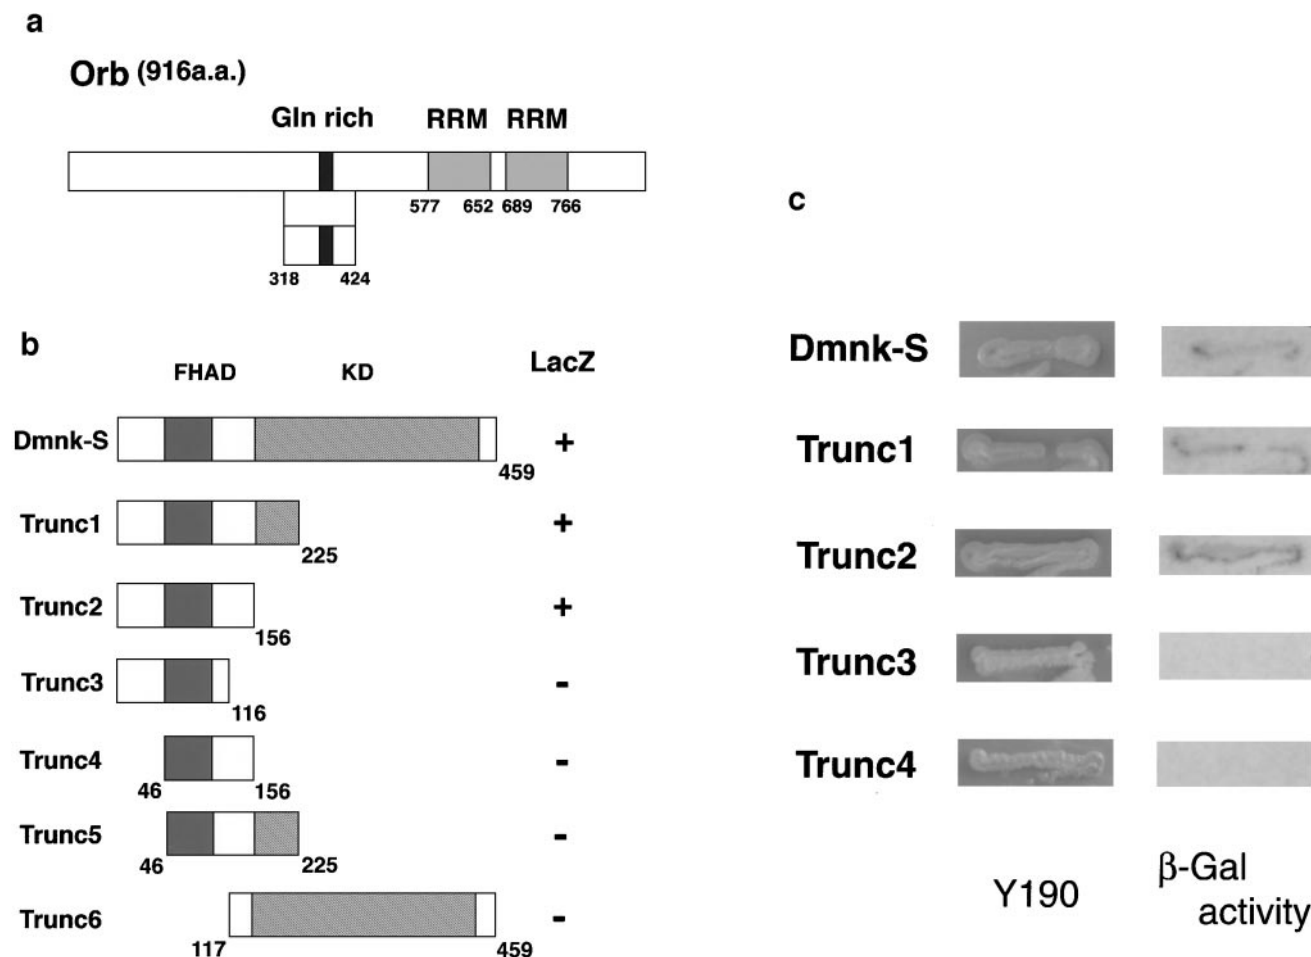 a
Orb (916a.a.)
Gln rich RRM RRM
577 652 689 766
318 424
b
FHAD KD LacZ
Dmnk-S +
459
Trunc1 +
225
Trunc2 +
156
Trunc3 -
116
Trunc4 -
46 156
Trunc5 -
46 225
Trunc6 -
117 459
c
Dmnk-S
Trunc1
Trunc2
Trunc3
Trunc4
Y190
β-Gal
activity